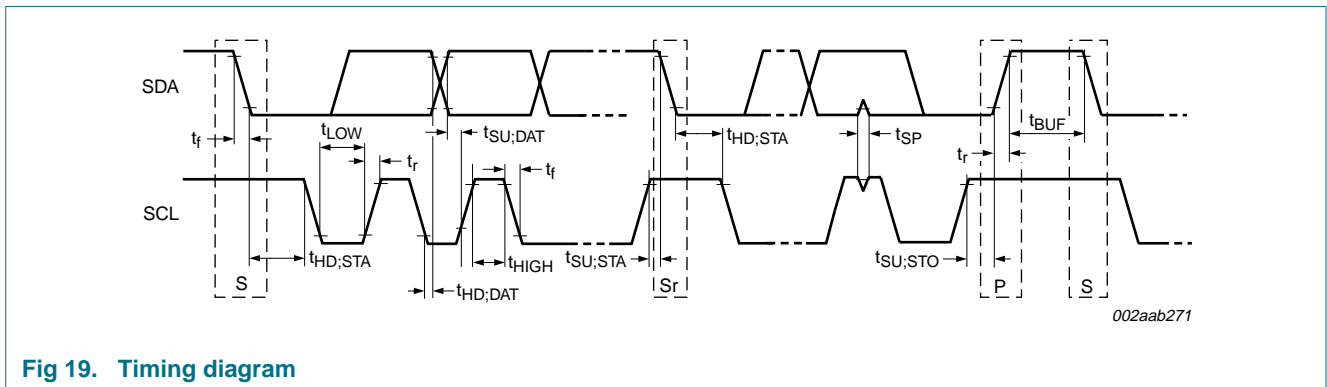 SDA
tf
tLOW
tSU;DAT
tr
tf
tHD;STA
tSP
tr
tBUF
SCL
S
tHD;STA
tHD;DAT
tHIGH
tSU;STA
Sr
tSU;STO
P
S
002aab271
Fig 19. Timing diagram